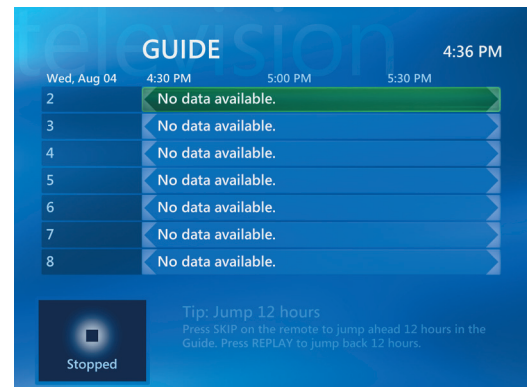 television
GUIDE
4:36 PM
Wed, Aug 04 4:30 PM 5:00 PM 5:30 PM
2 No data available.
3 No data available.
4 No data available.
5 No data available.
6 No data available.
7 No data available.
8 No data available.
Tip: Jump 12 hours
Press SKIP on the remote to jump ahead 12 hours in the
Guide. Press REPLAY to jump back 12 hours.
Stopped